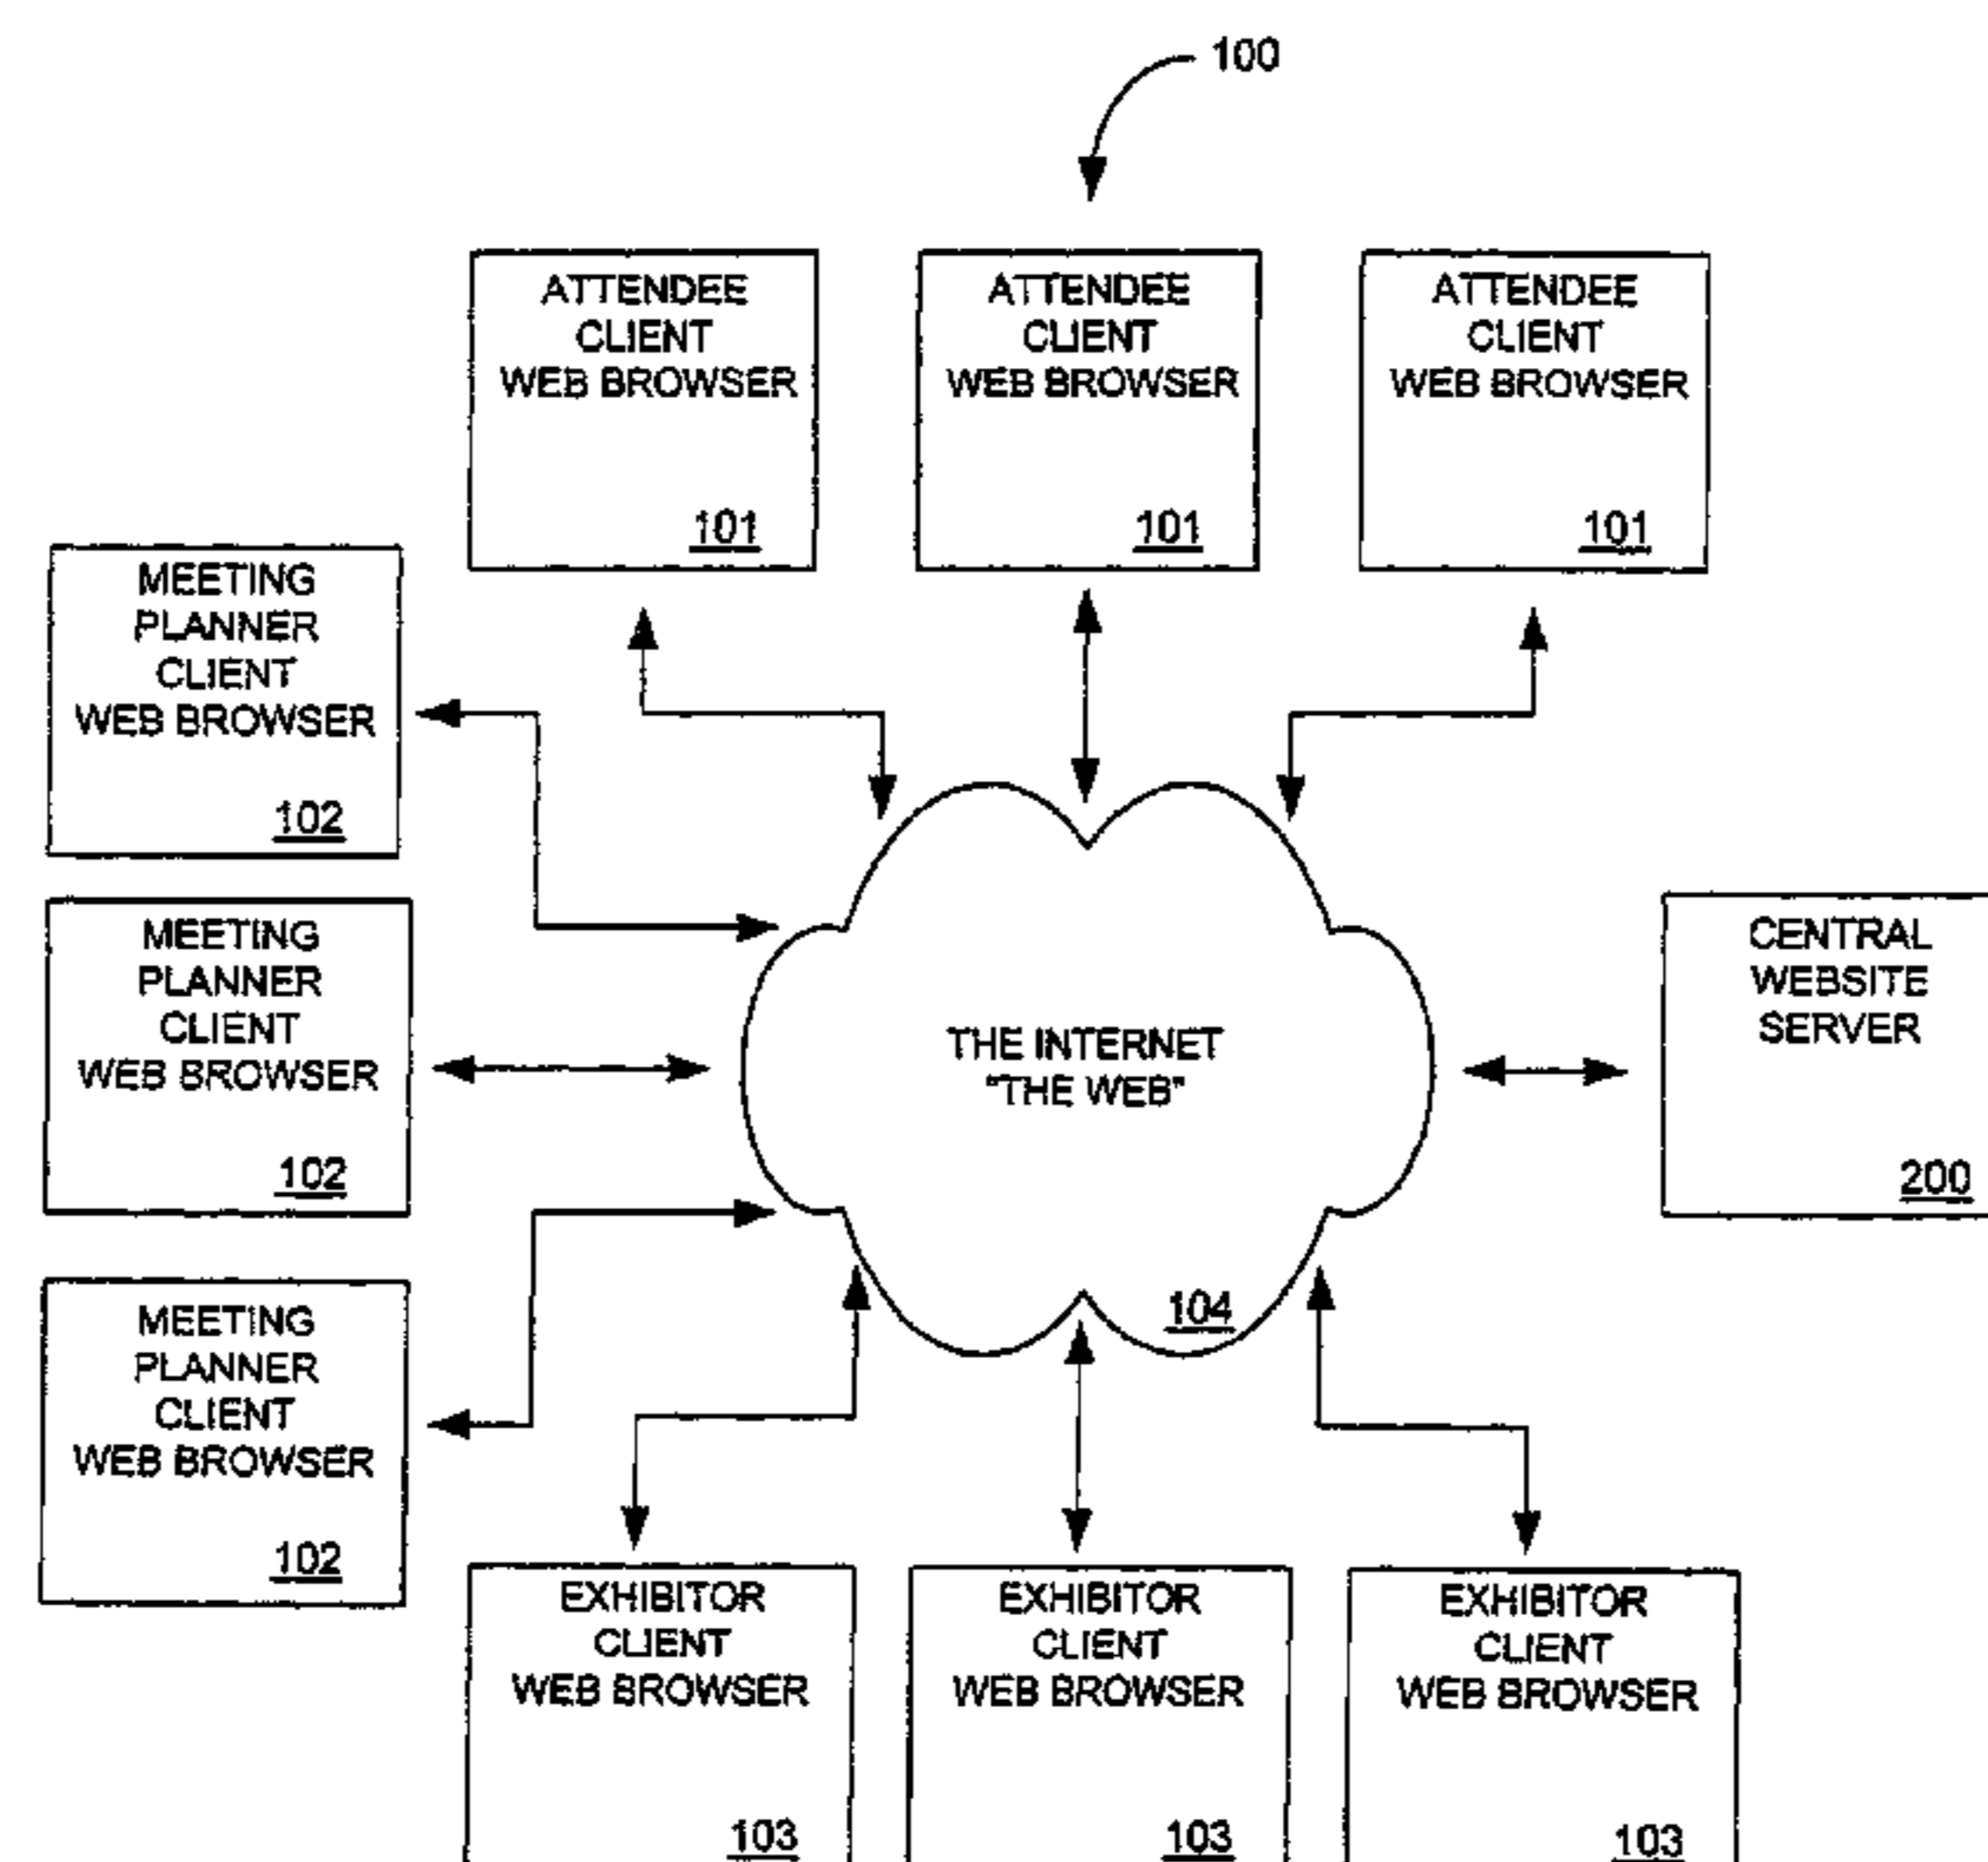 100
ATTENDEE
CLIENT
WEB BROWSER
101
ATTENDEE
CLIENT
WEB BROWSER
101
ATTENDEE
CLIENT
WEB BROWSER
101
MEETING
PLANNER
CLIENT
WEB BROWSER
102
MEETING
PLANNER
CLIENT
WEB BROWSER
102
MEETING
PLANNER
CLIENT
WEB BROWSER
102
THE INTERNET
"THE WEB"
104
CENTRAL
WEBSITE
SERVER
200
EXHIBITOR
CLIENT
WEB BROWSER
103
EXHIBITOR
CLIENT
WEB BROWSER
103
EXHIBITOR
CLIENT
WEB BROWSER
103